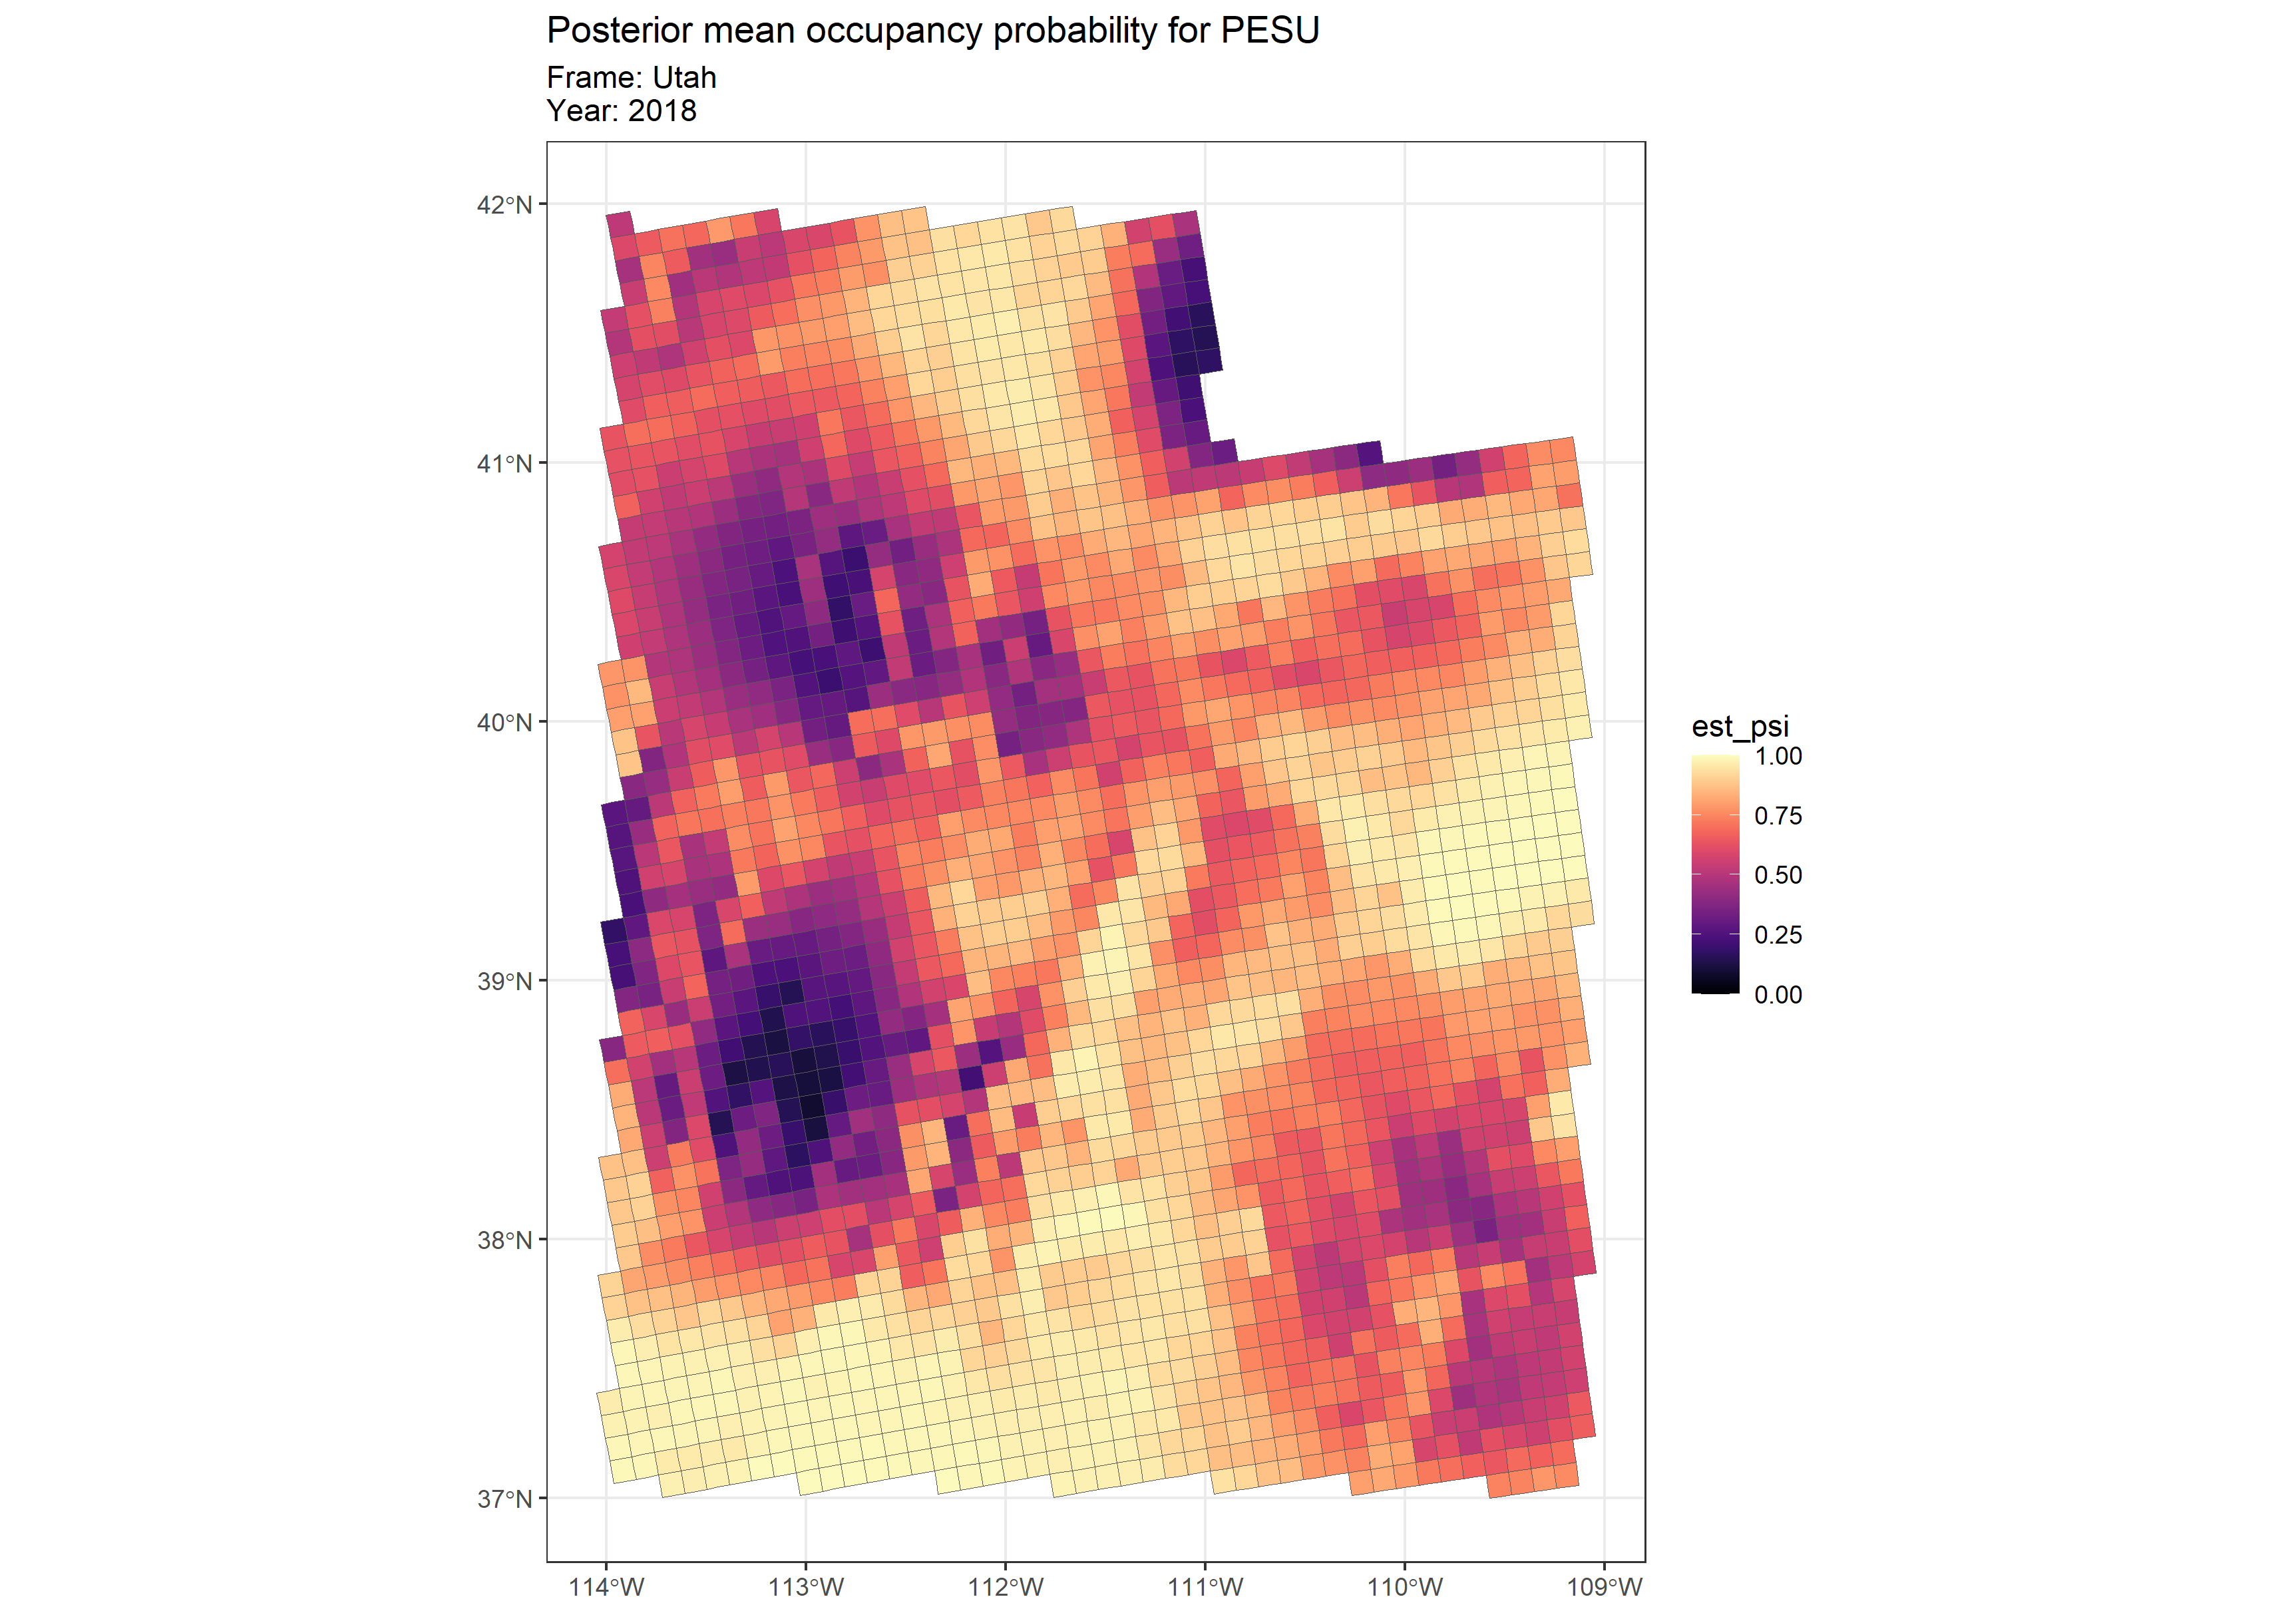 Posterior mean occupancy probability for PESU
Frame: Utah
Year: 2018
42°N
41°N
40°N
39°N
38°N
37°N
114°W
113°W
112°W
111°W
110°W
109°W
est_psi
1.00
0.75
0.50
0.25
0.00